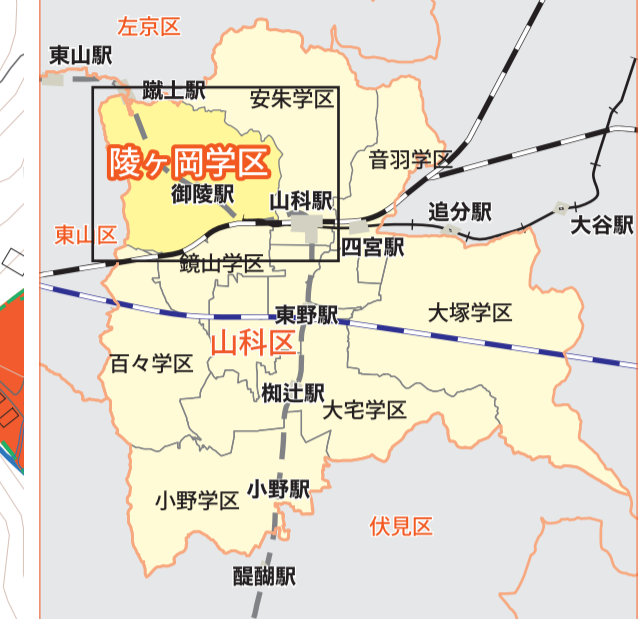 左京区
東山駅
蹴上駅
安朱学区
音羽学区
陵ヶ岡学区
御陵駅
山科駅
追分駅
大谷駅
東山区
四宮駅
鏡山学区
東野駅
大塚学区
山科区
百々学区
椥辻駅
大宅学区
小野駅
小野学区
伏見区
醍醐駅